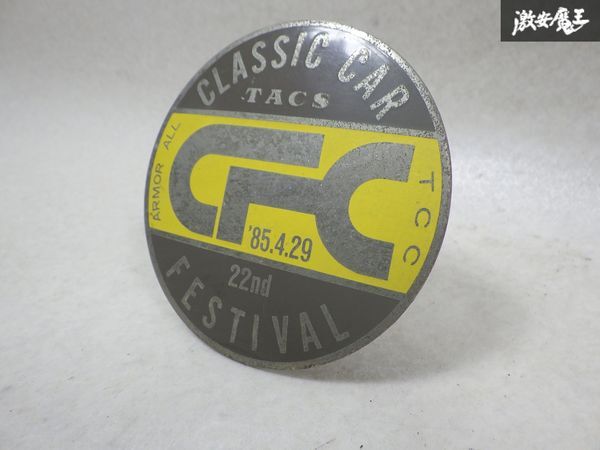 激安魔王
CLASSIC CAR
TACS
ARMOR ALL
CFC
TCC
'85.4.29
22nd
FESTIVAL